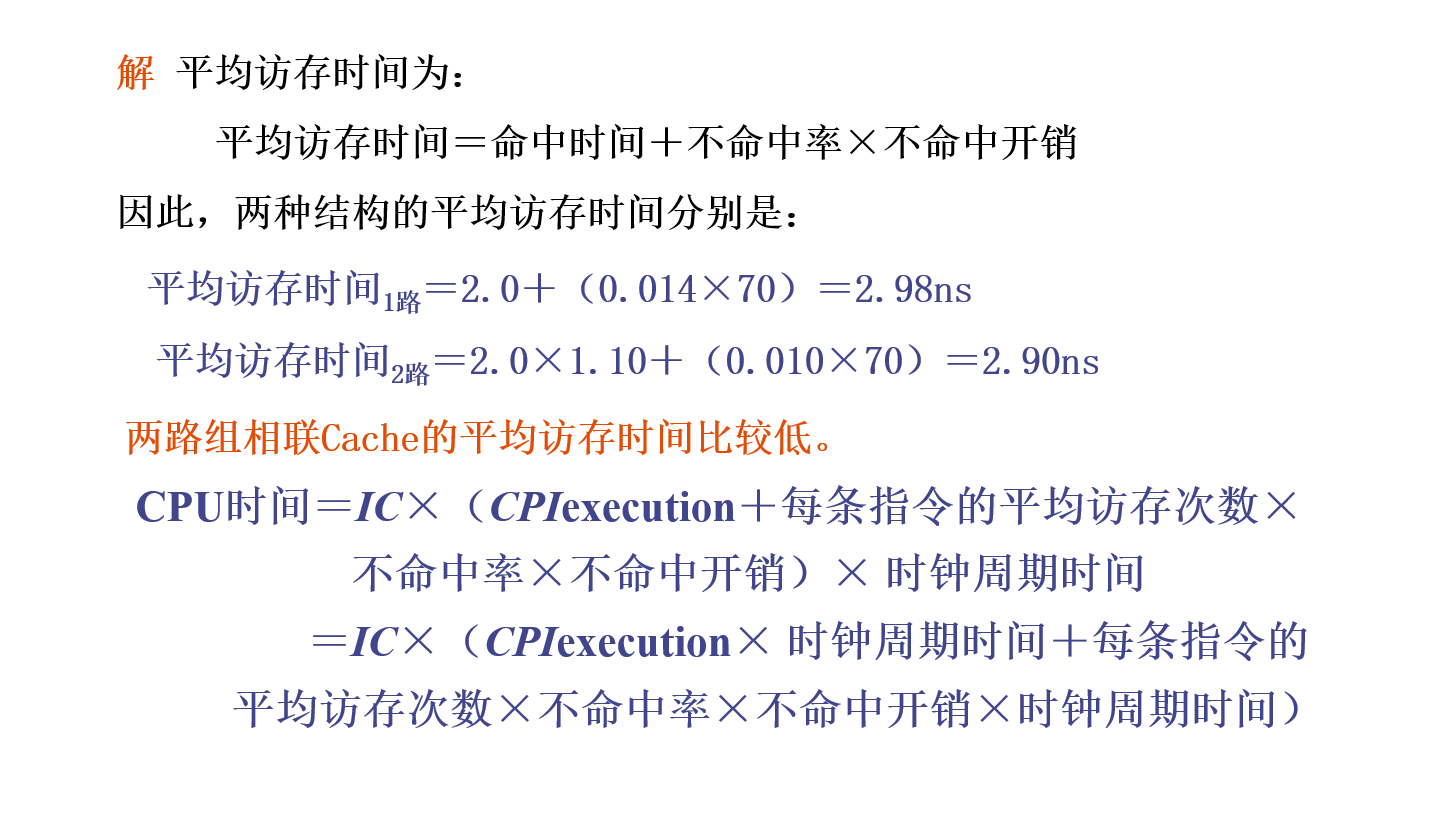 解 平均访存时间为：
平均访存时间＝命中时间＋不命中率×不命中开销
因此，两种结构的平均访存时间分别是：
平均访存时间1路＝2.0＋（0.014×70）＝2.98ns
平均访存时间2路＝2.0×1.10＋（0.010×70）＝2.90ns
两路组相联Cache的平均访存时间比较低。
CPU时间＝IC×（CPIexecution＋每条指令的平均访存次数×
不命中率×不命中开销）× 时钟周期时间
＝IC×（CPIexecution× 时钟周期时间＋每条指令的
平均访存次数×不命中率×不命中开销×时钟周期时间）